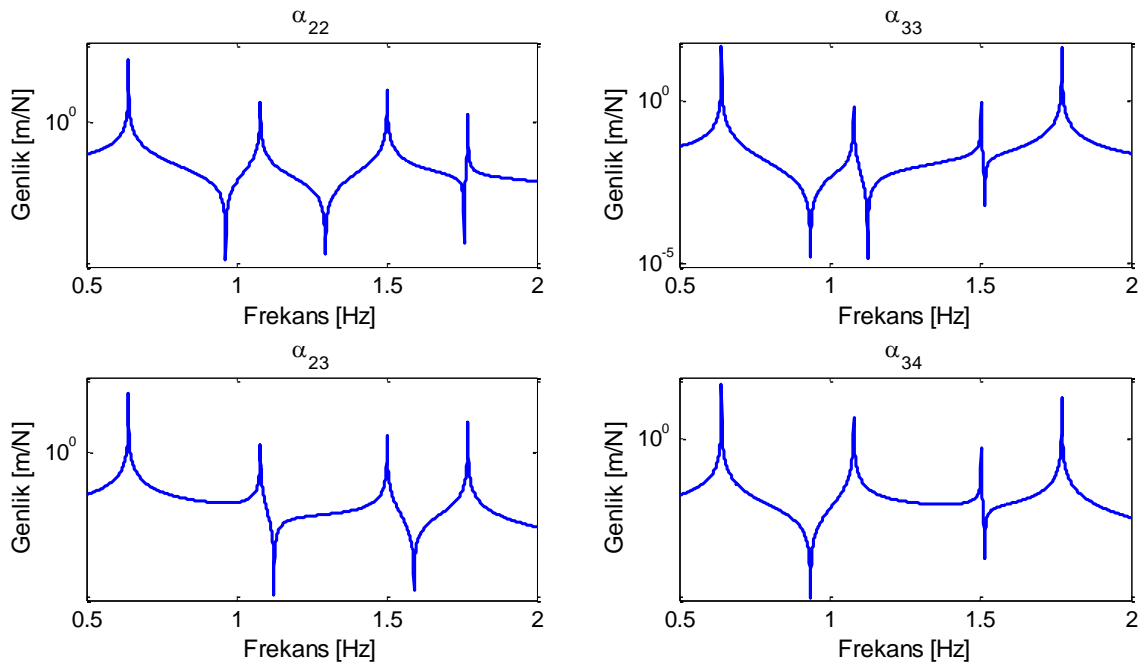 α22
Genlik [m/N]
10^0
0.5 1 1.5 2
Frekans [Hz]
α33
Genlik [m/N]
10^0
10^-5
0.5 1 1.5 2
Frekans [Hz]
α23
Genlik [m/N]
10^0
0.5 1 1.5 2
Frekans [Hz]
α34
Genlik [m/N]
10^0
0.5 1 1.5 2
Frekans [Hz]